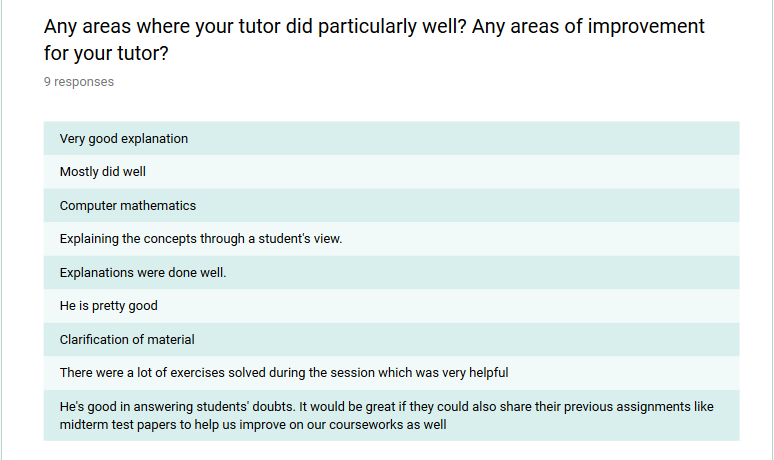 Any areas where your tutor did particularly well? Any areas of improvement
for your tutor?
9 responses
Very good explanation
Mostly did well
Computer mathematics
Explaining the concepts through a student's view.
Explanations were done well.
He is pretty good
Clarification of material
There were a lot of exercises solved during the session which was very helpful
He's good in answering students' doubts. It would be great if they could also share their previous assignments like
midterm test papers to help us improve on our courseworks as well